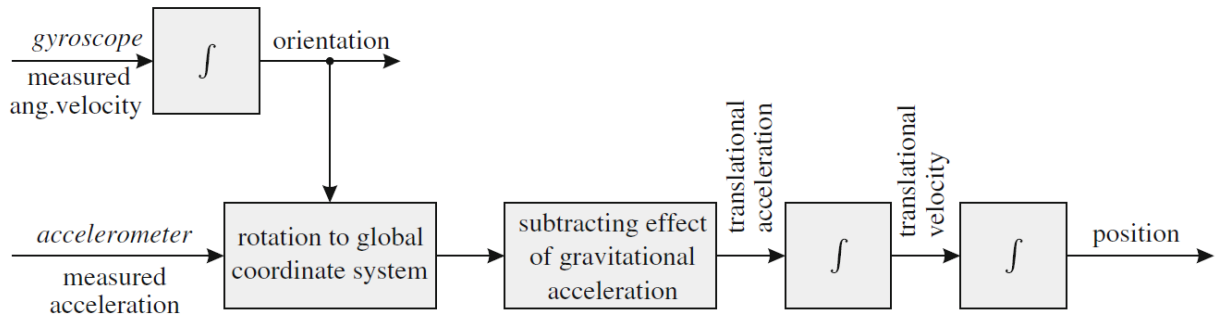 gyroscope
measured
ang.velocity
∫
orientation
accelerometer
measured
acceleration
rotation to global
coordinate system
subtracting effect
of gravitational
acceleration
translational
acceleration
∫
translational
velocity
∫
position